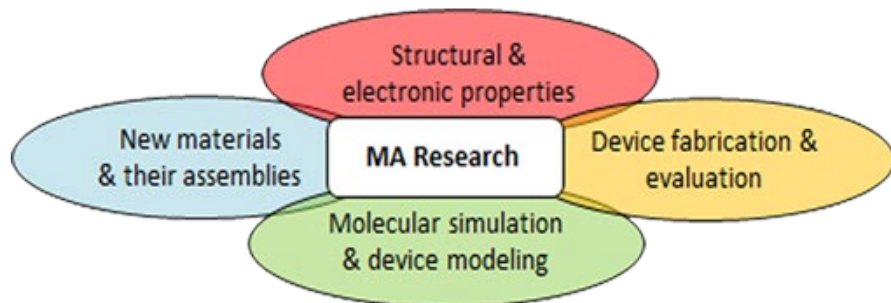 Structural &
electronic properties
New materials
& their assemblies
MA Research
Device fabrication &
evaluation
Molecular simulation
& device modeling